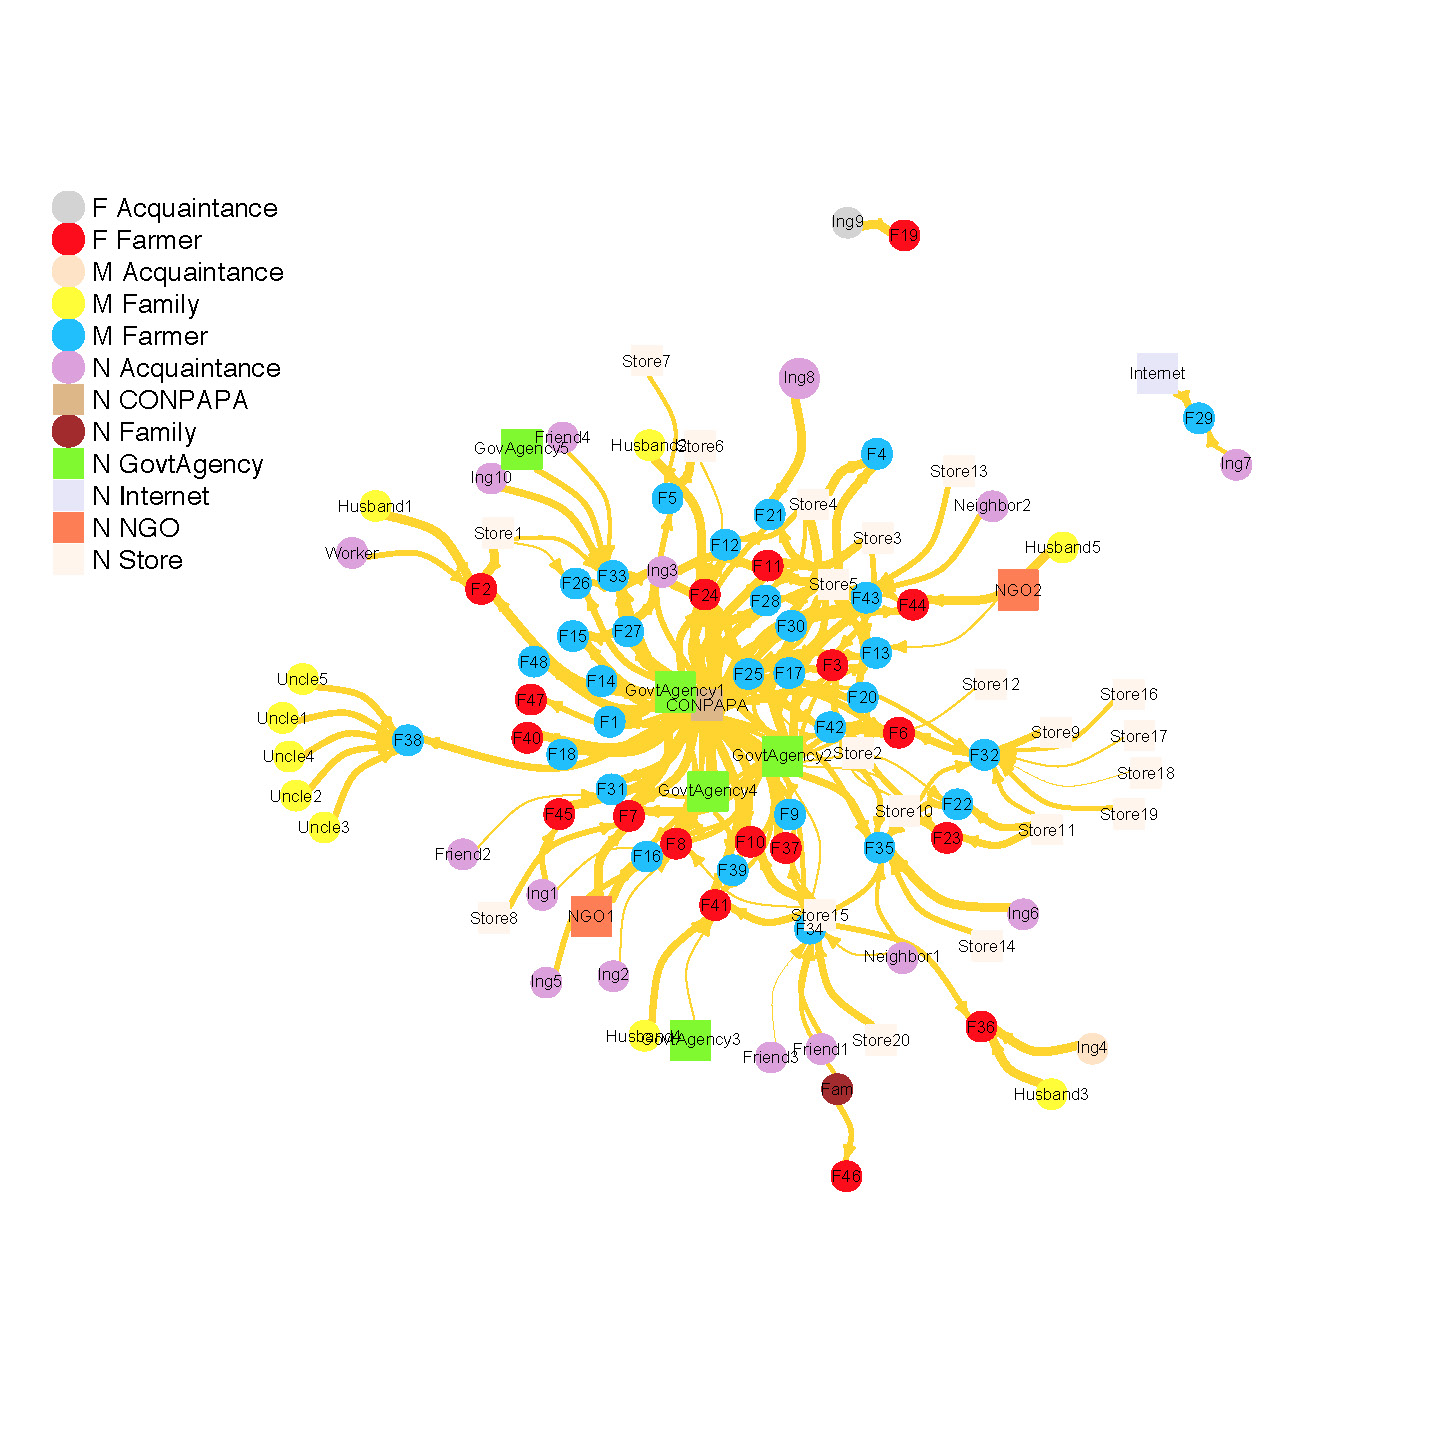 F Acquaintance
F Farmer
M Acquaintance
M Family
M Farmer
N Acquaintance
N CONPAPA
N Family
N GovtAgency
N Internet
N NGO
N Store
Ing9
F19
Store7
Internet
Ing8
F29
Friend4
GovtAgency5
Husband2
Store6
F4
Ing7
Store13
Ing10
F5
Husband1
Store4
Neighbor2
F21
Store1
Store3
F12
Husband5
Worker
F11
Ing3
F26
F33
Store5
F2
NGO2
F24
F28
F43
F44
F30
F27
F15
F13
F48
F3
F25
F17
Uncle5
F14
Store12
GovtAgency1
Store16
F47
F20
CONPAPA
Uncle1
F1
F42
F6
Store9
Store17
F40
F38
F18
GovtAgency2
Store2
F32
Uncle4
Store18
F31
GovtAgency4
Uncle2
F22
Store10
F45
F7
F9
Store19
Uncle3
Store11
F23
F8
F10
F37
F35
Friend2
F16
F39
Ing1
F41
Store8
NGO1
Store15
Ing6
F34
Store14
Neighbor1
Ing5
Ing2
F36
Husband4
GovtAgency3
Store20
Friend1
Ing4
Friend3
Fam
Husband3
F46